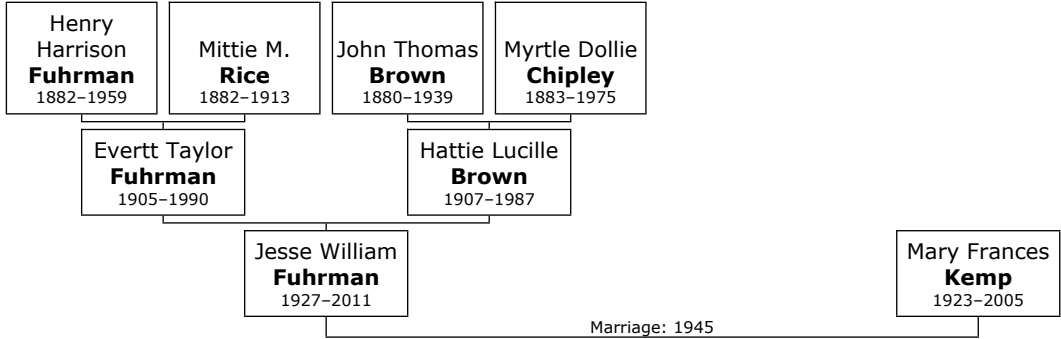 Henry
Harrison
Fuhrman
1882–1959
Mittie M.
Rice
1882–1913
John Thomas
Brown
1880–1939
Myrtle Dollie
Chipley
1883–1975
Evertt Taylor
Fuhrman
1905–1990
Hattie Lucille
Brown
1907–1987
Jesse William
Fuhrman
1927–2011
Mary Frances
Kemp
1923–2005
Marriage: 1945